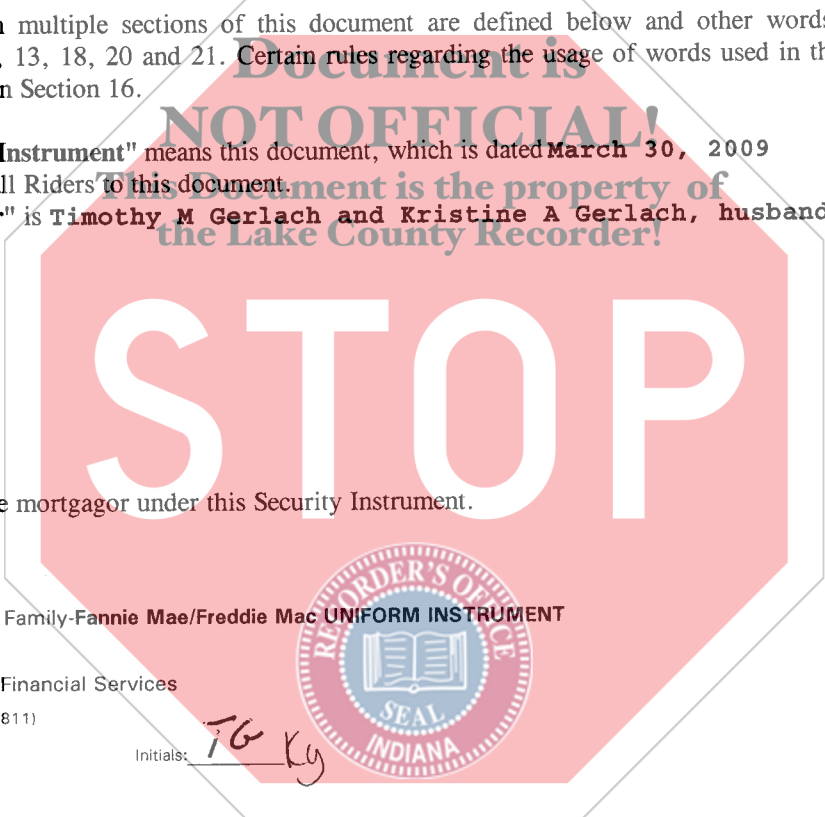 multiple sections of this document are defined below and other words
13, 18, 20 and 21. Certain rules regarding the usage of words used in th
n Section 16.
Document is
NOT OFFICIAL!
Instrument" means this document, which is dated March 30, 2009
ll Riders to this document.
This Document is the property of
" is Timothy M Gerlach and Kristine A Gerlach, husband
the Lake County Recorder!
STOP
e mortgagor under this Security Instrument.
Family-Fannie Mae/Freddie Mac UNIFORM INSTRUMENT
RECORDER'S OFFICE
Financial Services
811)
SEAL
INDIANA
Initials: TG Kg